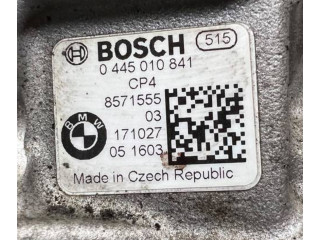 BOSCH 515
0 445 010 841
CP4
8571555
03
BMW
171027
05 1603
Made in Czech Republic